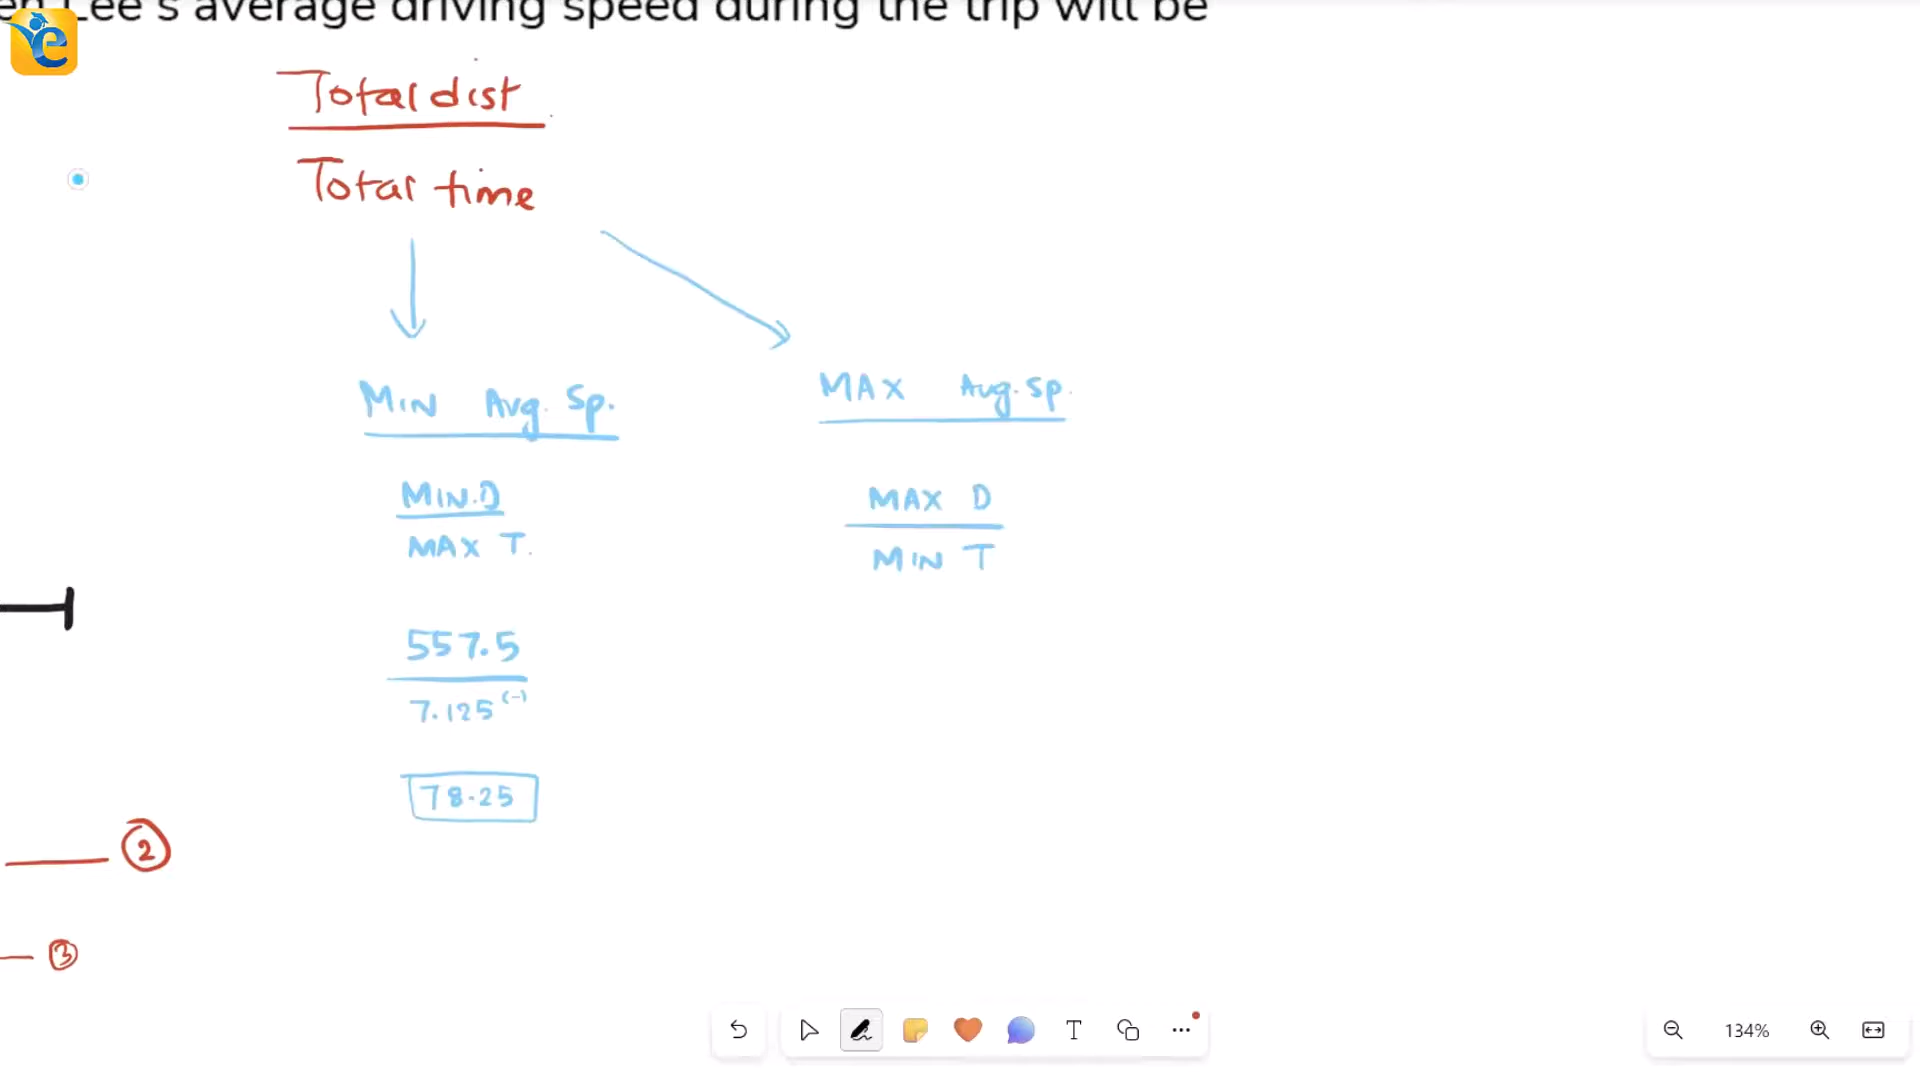 Lee's average driving speed during the trip will be
e
Total dist
Total time
MIN Avg. Sp.
MAX Avg. Sp.
MIN.D
MAX T.
MAX D
MIN T
557.5
7.125 (-)
78.25
2
3
T
134%